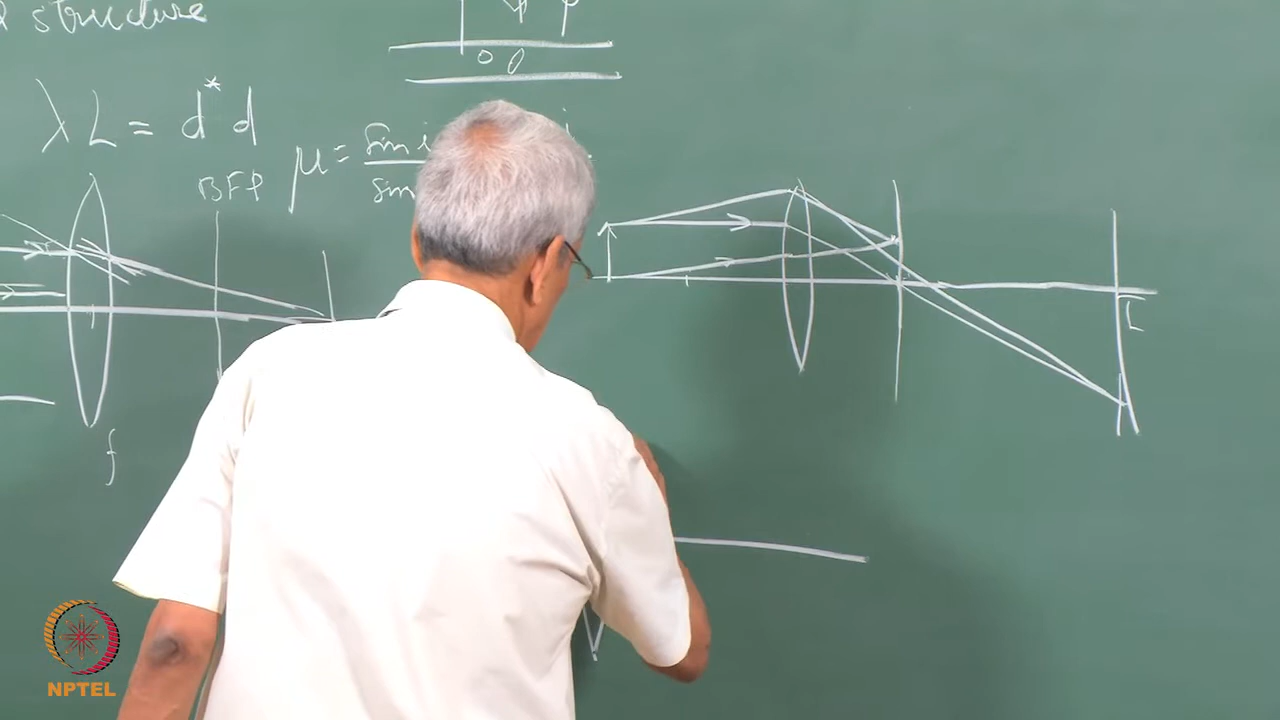 structure
λL = d* d
BFP
μ = Sin i
sin
f
NPTEL